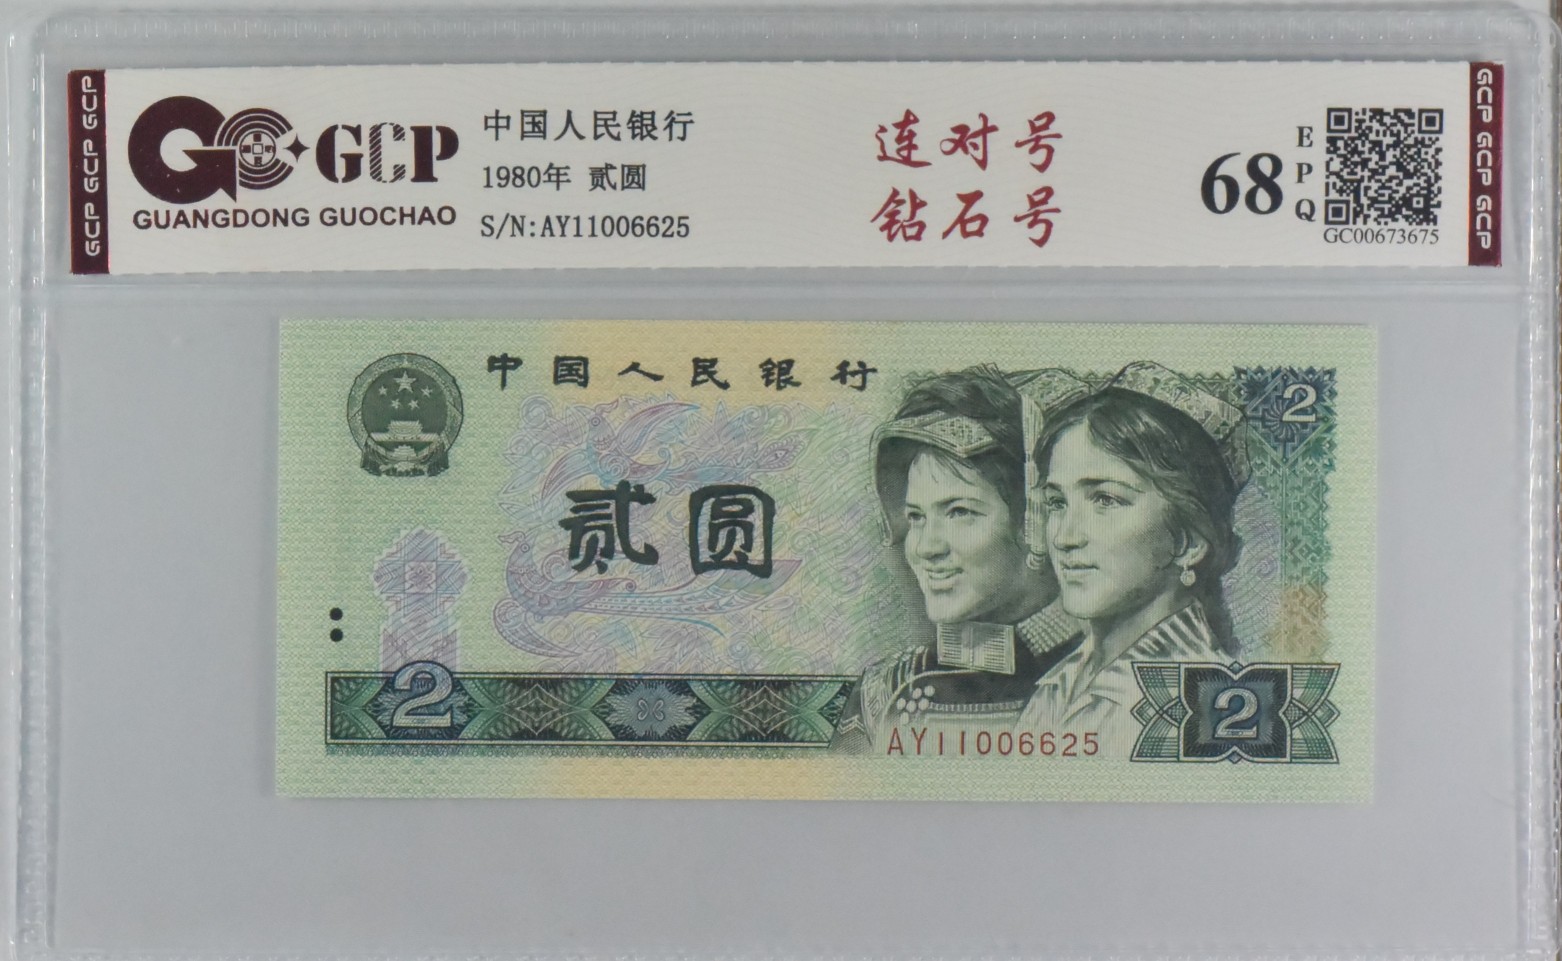 GCP GCP GCP
GCP
GUANGDONG GUOCHAO
中国人民银行
1980年 贰圆
S/N:AY11006625
连对号
钻石号
68
EPQ
GC00673675
GCP GCP GCP
中国人民银行
2
贰圆
2
AY11006625
2